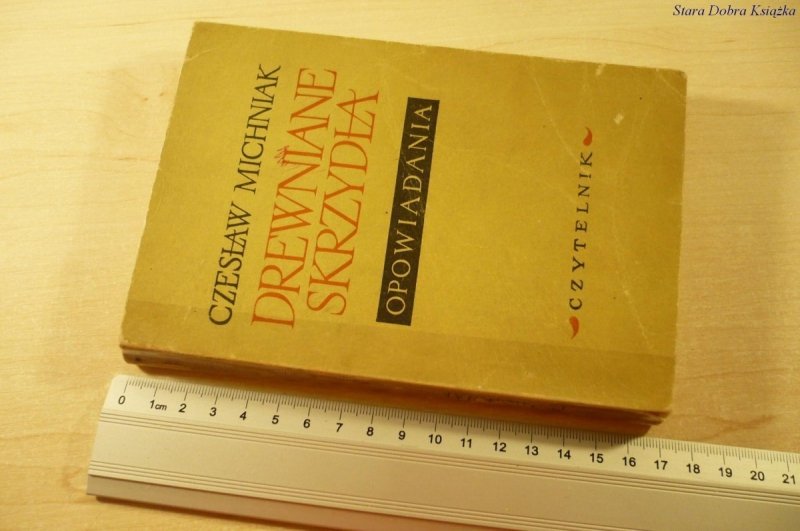 Stara Dobra Książka
CZESŁAW MICHNIAK
DREWNIANE
SKRZYDŁA
OPOWIADANIA
CZYTELNIK
0 1cm 2 3 4 5 6 7 8 9 10 11 12 13 14 15 16 17 18 19 20 21